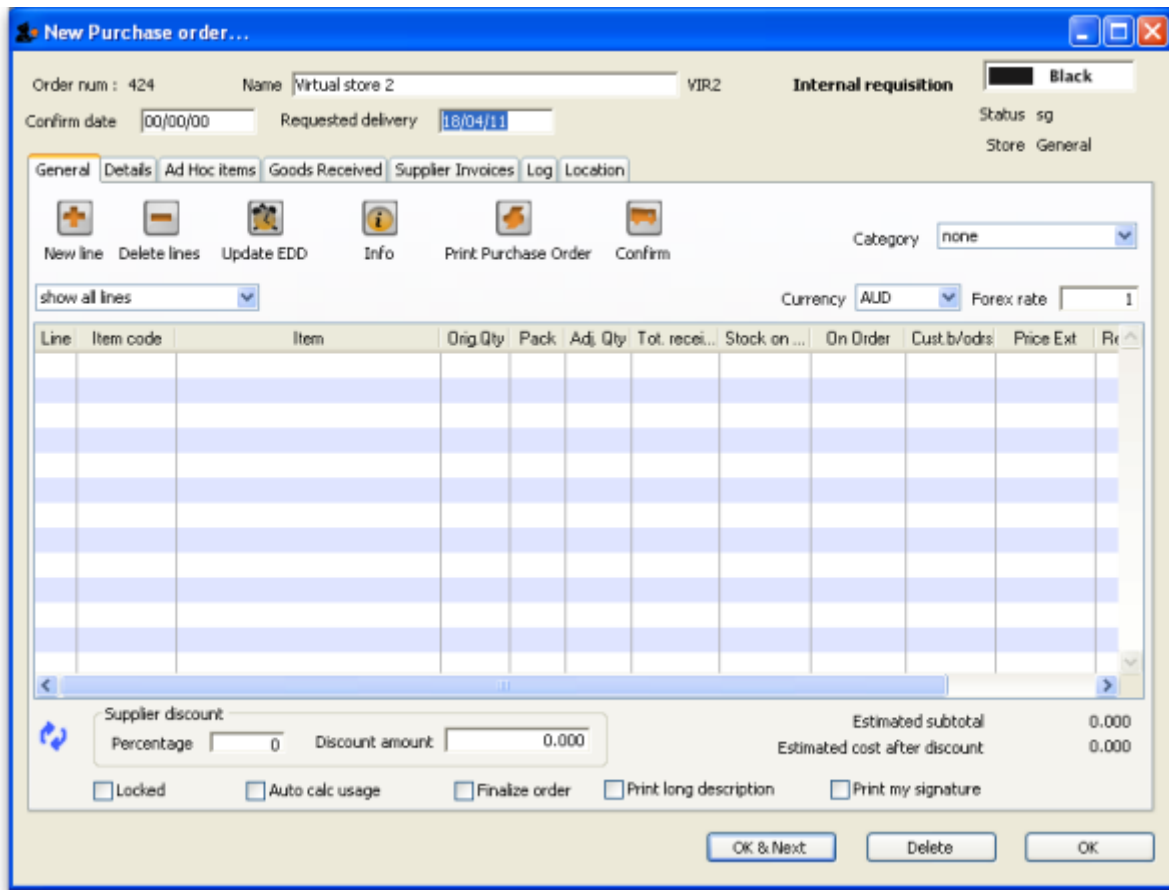 New Purchase order...
Order num : 424 Name Virtual store 2 VIR2 Internal requisition Black
Confirm date 00/00/00 Requested delivery 18/04/11 Status sg
Store General
General Details Ad Hoc items Goods Received Supplier Invoices Log Location
New line Delete lines Update EDD Info Print Purchase Order Confirm Category none
show all lines Currency AUD Forex rate 1
Line Item code Item Orig.Qty Pack Adj. Qty Tot. recei... Stock on ... On Order Cust.b/odrs Price Ext Re
Supplier discount Estimated subtotal 0.000
Percentage 0 Discount amount 0.000 Estimated cost after discount 0.000
Locked Auto calc usage Finalize order Print long description Print my signature
OK & Next Delete OK